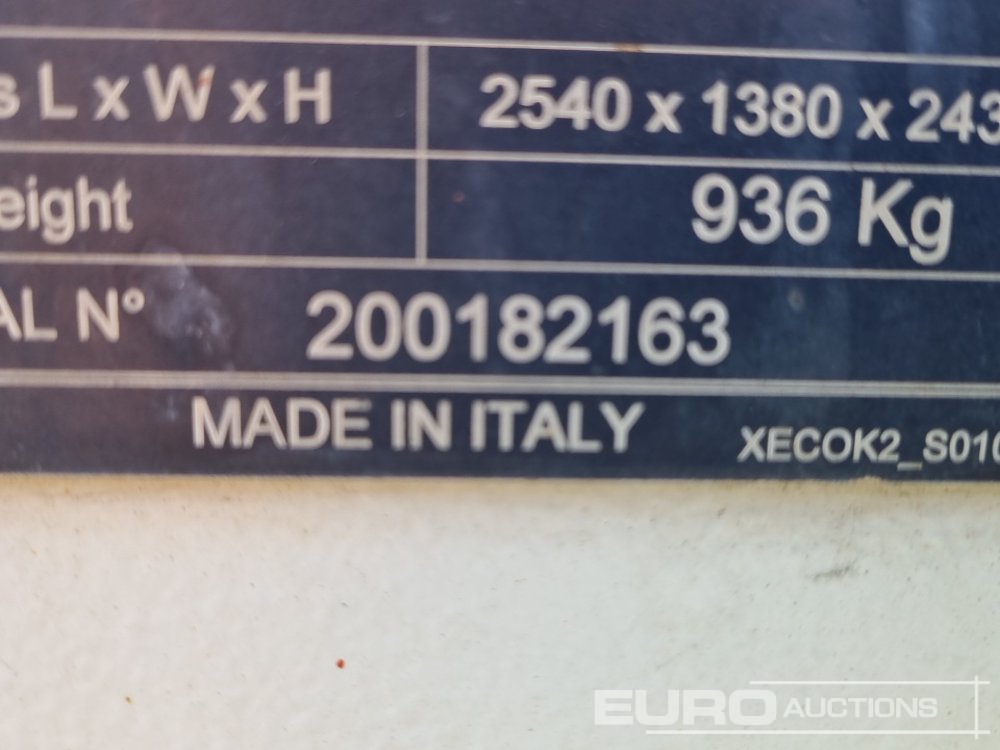 s L x W x H 2540 x 1380 x 243
eight 936 Kg
AL N° 200182163
MADE IN ITALY XECOK2_S010
EURO AUCTIONS